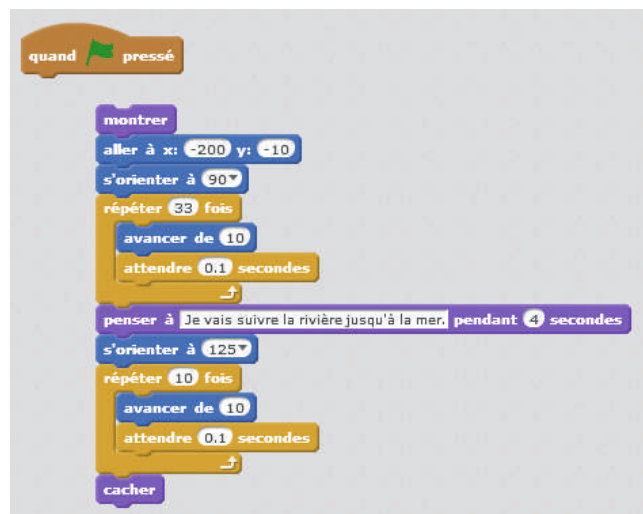 quand pressé
montrer
aller à x: -200 y: -10
s'orienter à 90
répéter 33 fois
avancer de 10
attendre 0.1 secondes
penser à Je vais suivre la rivière jusqu'à la mer. pendant 4 secondes
s'orienter à 125
répéter 10 fois
avancer de 10
attendre 0.1 secondes
cacher